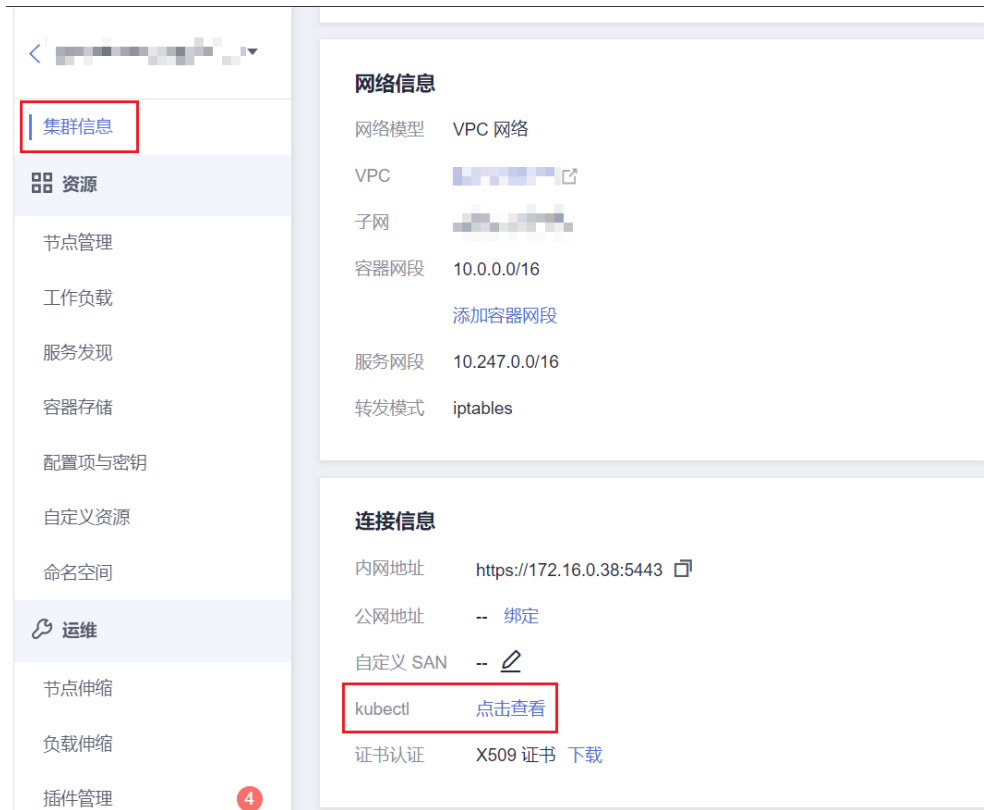 集群信息
资源
节点管理
工作负载
服务发现
容器存储
配置项与密钥
自定义资源
命名空间
运维
节点伸缩
负载伸缩
插件管理 4
网络信息
网络模型 VPC 网络
VPC
子网
容器网段 10.0.0.0/16
添加容器网段
服务网段 10.247.0.0/16
转发模式 iptables
连接信息
内网地址 https://172.16.0.38:5443
公网地址 -- 绑定
自定义 SAN --
kubectl 点击查看
证书认证 X509 证书 下载